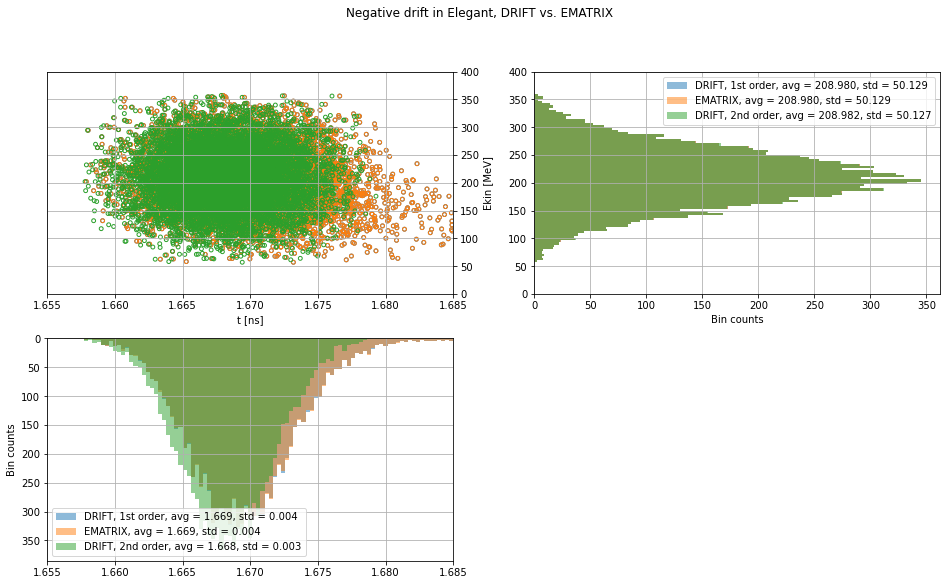 Negative drift in Elegant, DRIFT vs. EMATRIX
400
350
300
250
200
150
100
50
0
Ekin [MeV]
1.655 1.660 1.665 1.670 1.675 1.680 1.685
t [ns]
400
350
300
250
200
150
100
50
0
DRIFT, 1st order, avg = 208.980, std = 50.129
EMATRIX, avg = 208.980, std = 50.129
DRIFT, 2nd order, avg = 208.982, std = 50.127
0 50 100 150 200 250 300 350
Bin counts
0
50
100
150
200
250
300
350
Bin counts
DRIFT, 1st order, avg = 1.669, std = 0.004
EMATRIX, avg = 1.669, std = 0.004
DRIFT, 2nd order, avg = 1.668, std = 0.003
1.655 1.660 1.665 1.670 1.675 1.680 1.685